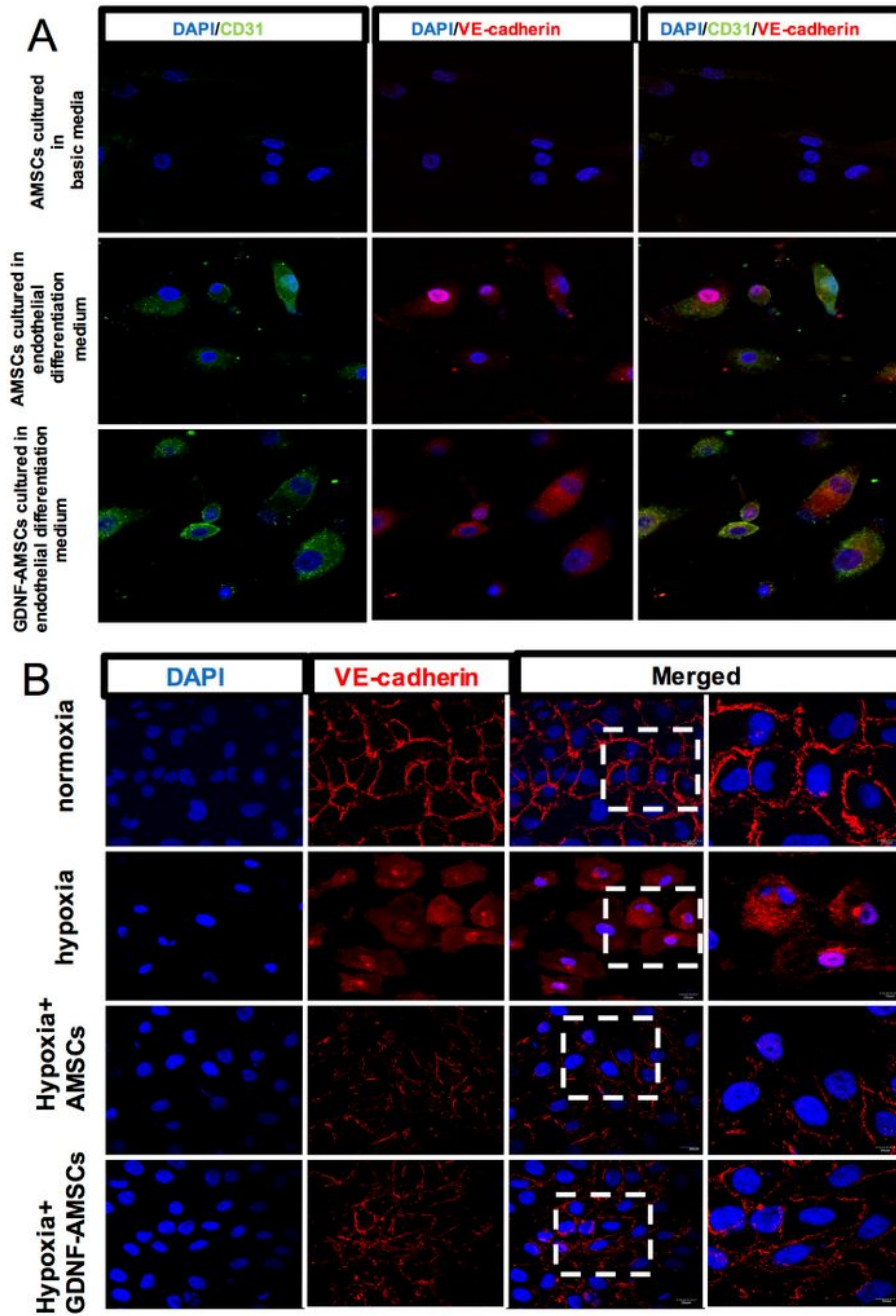 A
DAPI/CD31
DAPI/VE-cadherin
DAPI/CD31/VE-cadherin
AMSCs cultured
in
basic media
AMSCs cultured in
endothelial
differentiation
medium
GDNF-AMSCs cultured in
endothelial differentiation
medium
B
DAPI
VE-cadherin
Merged
normoxia
hypoxia
Hypoxia+
AMSCs
Hypoxia+
GDNF-AMSCs